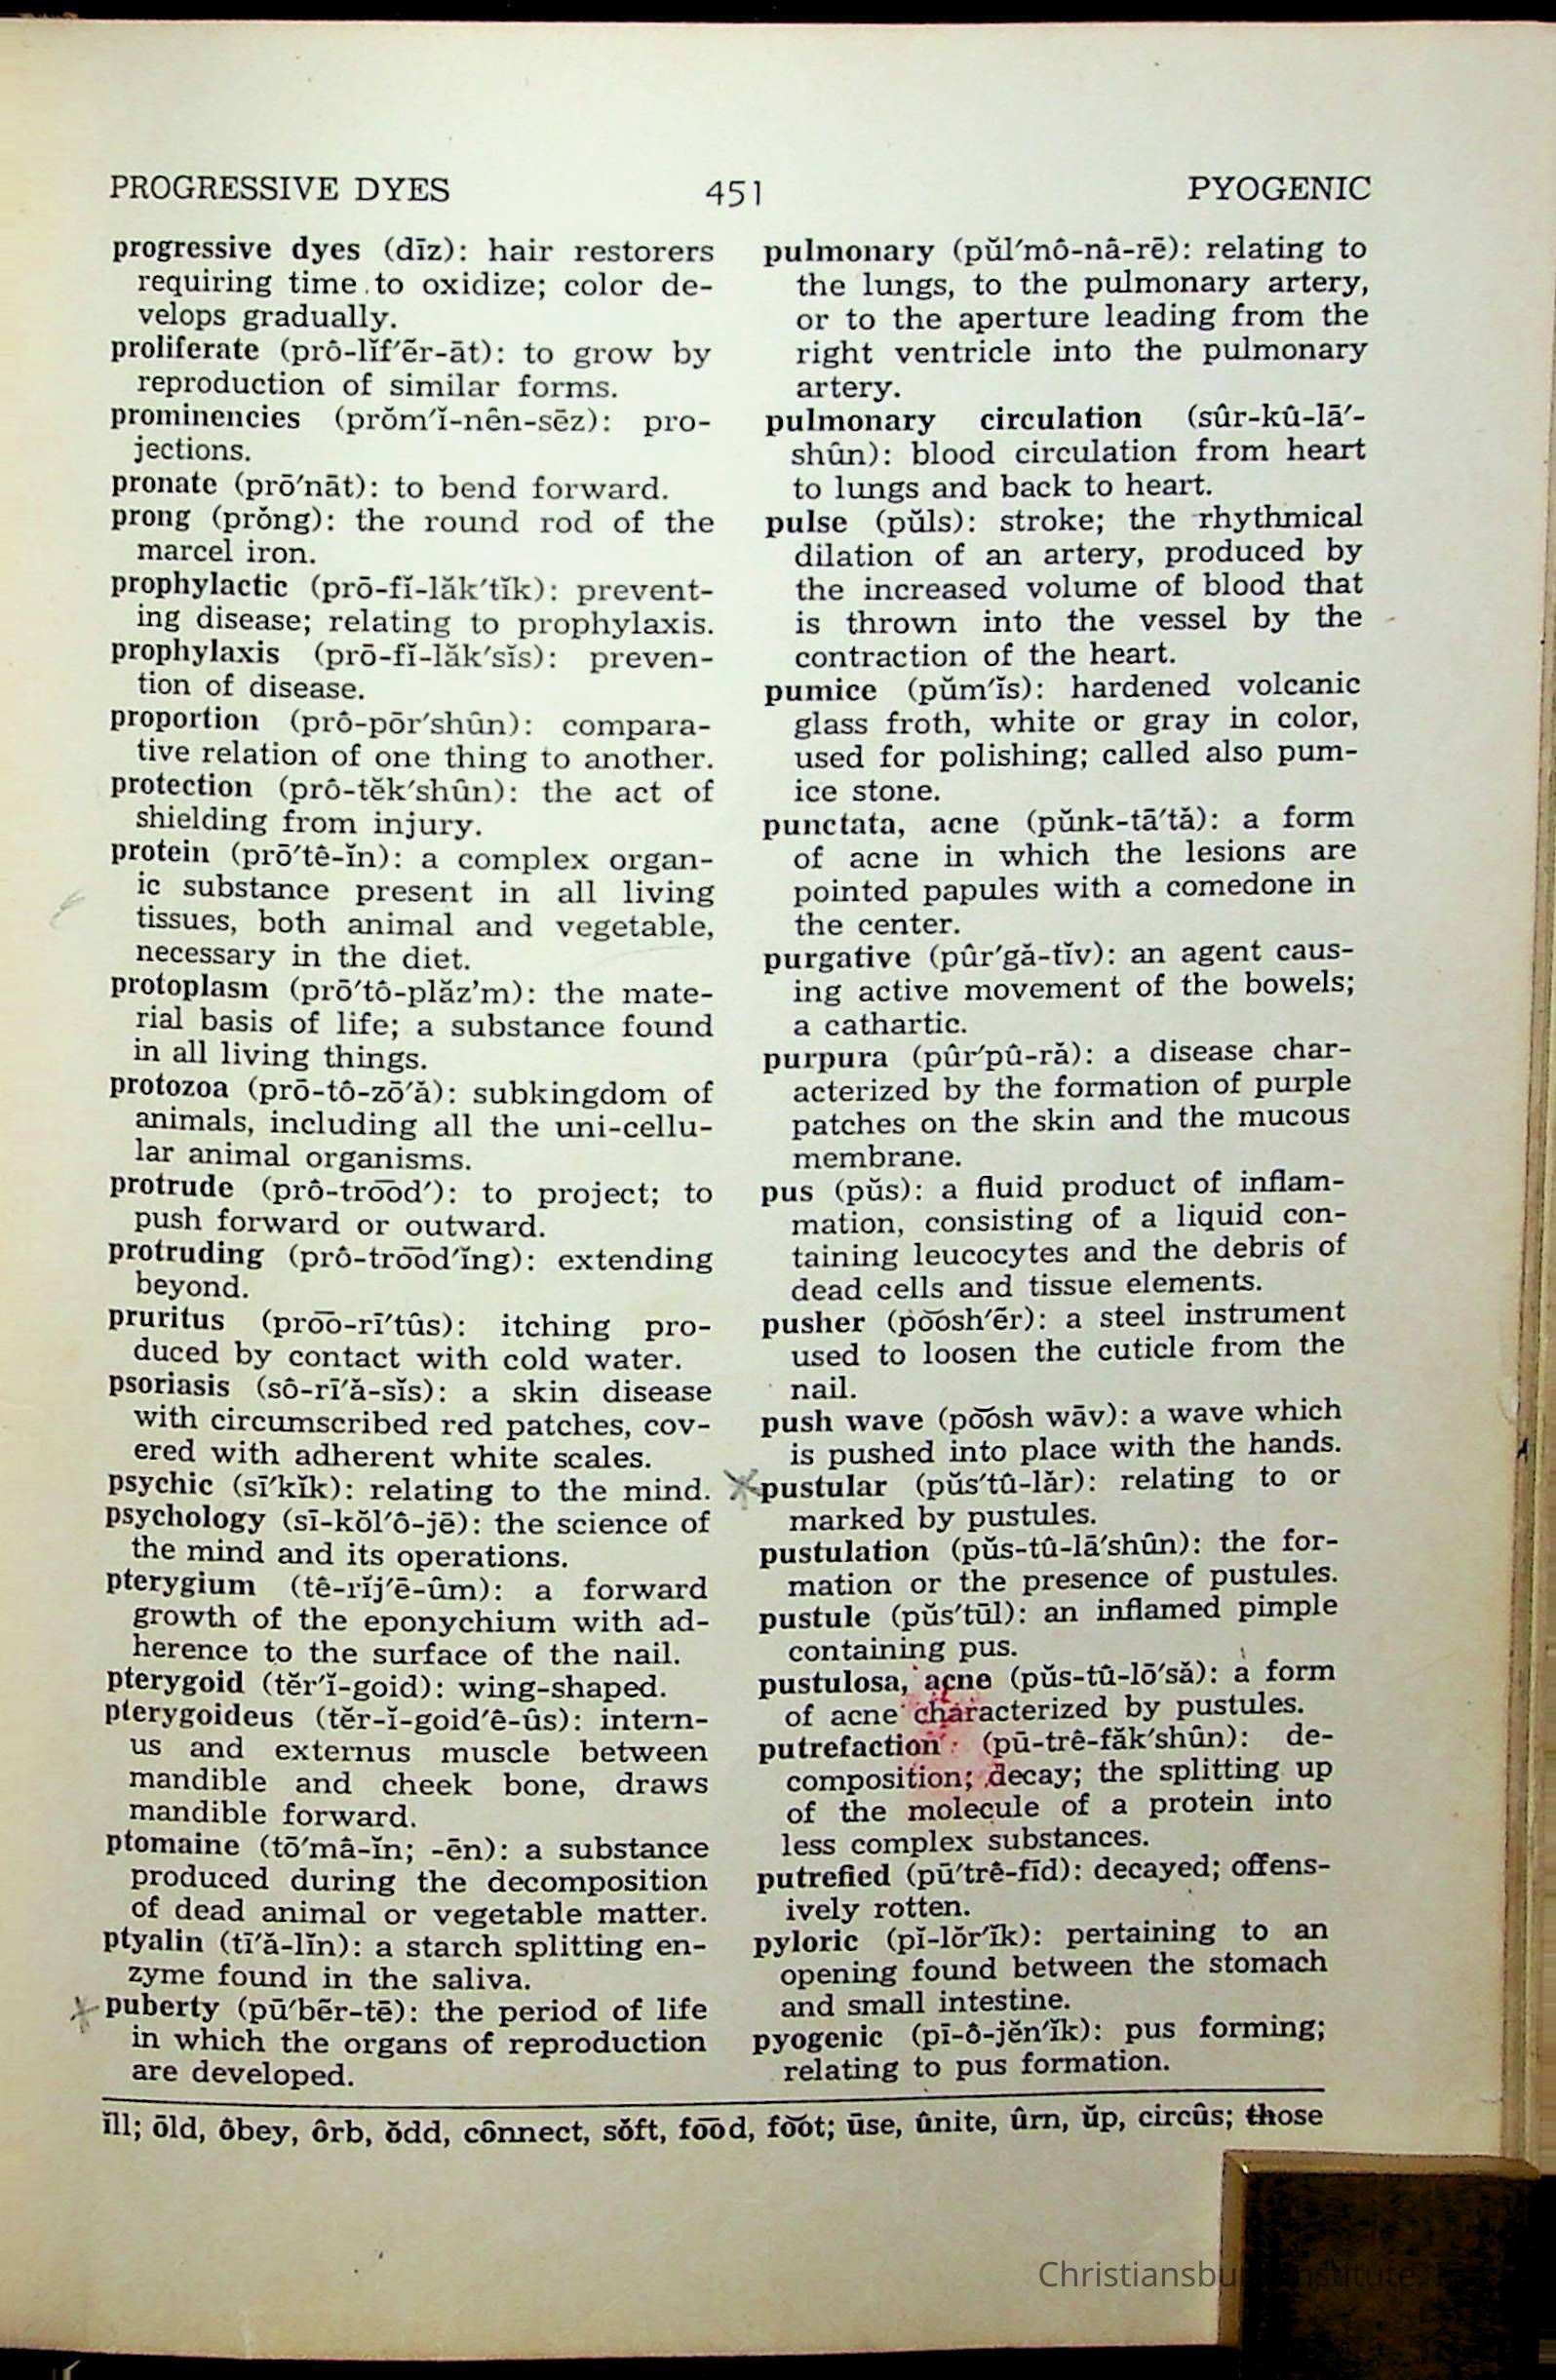 PROGRESSIVE DYES 451 PYOGENIC
progressive dyes (dīz): hair restorers
requiring time to oxidize; color de-
velops gradually.
proliferate (prô-lĭf′ẽr-āt): to grow by
reproduction of similar forms.
prominencies (prŏm′ĭ-nên-sēz): pro-
jections.
pronate (prō′nāt): to bend forward.
prong (prŏng): the round rod of the
marcel iron.
prophylactic (prō-fĭ-lăk′tĭk): prevent-
ing disease; relating to prophylaxis.
prophylaxis (prō-fĭ-lăk′sĭs): preven-
tion of disease.
proportion (prô-pōr′shûn): compara-
tive relation of one thing to another.
protection (prô-tĕk′shûn): the act of
shielding from injury.
protein (prō′tê-ĭn): a complex organ-
ic substance present in all living
tissues, both animal and vegetable,
necessary in the diet.
protoplasm (prō′tô-plăz’m): the mate-
rial basis of life; a substance found
in all living things.
protozoa (prō-tô-zō′ă): subkingdom of
animals, including all the uni-cellu-
lar animal organisms.
protrude (prô-tro͞od′): to project; to
push forward or outward.
protruding (prô-tro͞od′ĭng): extending
beyond.
pruritus (pro͞o-rī′tûs): itching pro-
duced by contact with cold water.
psoriasis (sô-rī′ă-sĭs): a skin disease
with circumscribed red patches, cov-
ered with adherent white scales.
psychic (sī′kĭk): relating to the mind.
psychology (sī-kŏl′ô-jē): the science of
the mind and its operations.
pterygium (tê-rĭj′ē-ûm): a forward
growth of the eponychium with ad-
herence to the surface of the nail.
pterygoid (tĕr′ĭ-goid): wing-shaped.
pterygoideus (tĕr-ĭ-goid′ê-ûs): intern-
us and externus muscle between
mandible and cheek bone, draws
mandible forward.
ptomaine (tō′mâ-ĭn; -ēn): a substance
produced during the decomposition
of dead animal or vegetable matter.
ptyalin (tī′ă-lĭn): a starch splitting en-
zyme found in the saliva.
puberty (pū′bẽr-tē): the period of life
in which the organs of reproduction
are developed.
pulmonary (pŭl′mô-nâ-rē): relating to
the lungs, to the pulmonary artery,
or to the aperture leading from the
right ventricle into the pulmonary
artery.
pulmonary circulation (sûr-kû-lā′-
shûn): blood circulation from heart
to lungs and back to heart.
pulse (pŭls): stroke; the rhythmical
dilation of an artery, produced by
the increased volume of blood that
is thrown into the vessel by the
contraction of the heart.
pumice (pŭm′ĭs): hardened volcanic
glass froth, white or gray in color,
used for polishing; called also pum-
ice stone.
punctata, acne (pŭnk-tā′tă): a form
of acne in which the lesions are
pointed papules with a comedone in
the center.
purgative (pûr′gă-tĭv): an agent caus-
ing active movement of the bowels;
a cathartic.
purpura (pûr′pû-ră): a disease char-
acterized by the formation of purple
patches on the skin and the mucous
membrane.
pus (pŭs): a fluid product of inflam-
mation, consisting of a liquid con-
taining leucocytes and the debris of
dead cells and tissue elements.
pusher (po͝osh′ẽr): a steel instrument
used to loosen the cuticle from the
nail.
push wave (po͝osh wāv): a wave which
is pushed into place with the hands.
pustular (pŭs′tû-lăr): relating to or
marked by pustules.
pustulation (pŭs-tû-lā′shûn): the for-
mation or the presence of pustules.
pustule (pŭs′tūl): an inflamed pimple
containing pus.
pustulosa, acne (pŭs-tû-lō′să): a form
of acne characterized by pustules.
putrefaction (pū-trê-făk′shûn): de-
composition; decay; the splitting up
of the molecule of a protein into
less complex substances.
putrefied (pū′trê-fīd): decayed; offens-
ively rotten.
pyloric (pĭ-lŏr′ĭk): pertaining to an
opening found between the stomach
and small intestine.
pyogenic (pī-ô-jĕn′ĭk): pus forming;
relating to pus formation.
ĭll; ōld, ôbey, ôrb, ŏdd, cônnect, sŏft, fo͞od, fo͝ot; ūse, ûnite, ûrn, ŭp, circûs; those